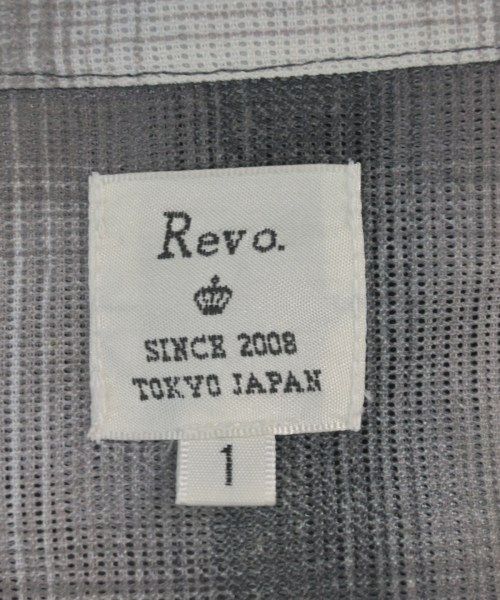 Revo.
SINCE 2008
TOKYO JAPAN
1